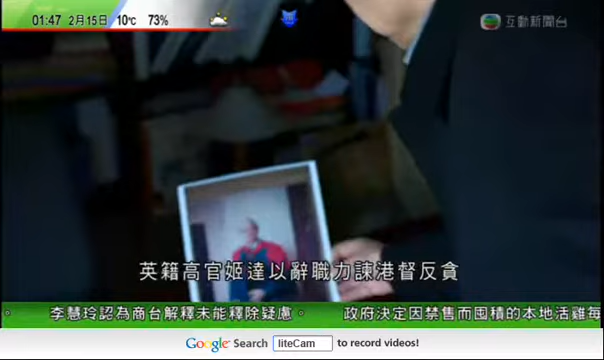 01:47 2月15日 10℃ 73%
互動新聞台
英籍高官姬達以辭職力諫港督反貪
李慧玲認為商台解釋未能釋除疑慮。 政府決定因禁售而囤積的本地活雞每
Google Search liteCam to record videos!